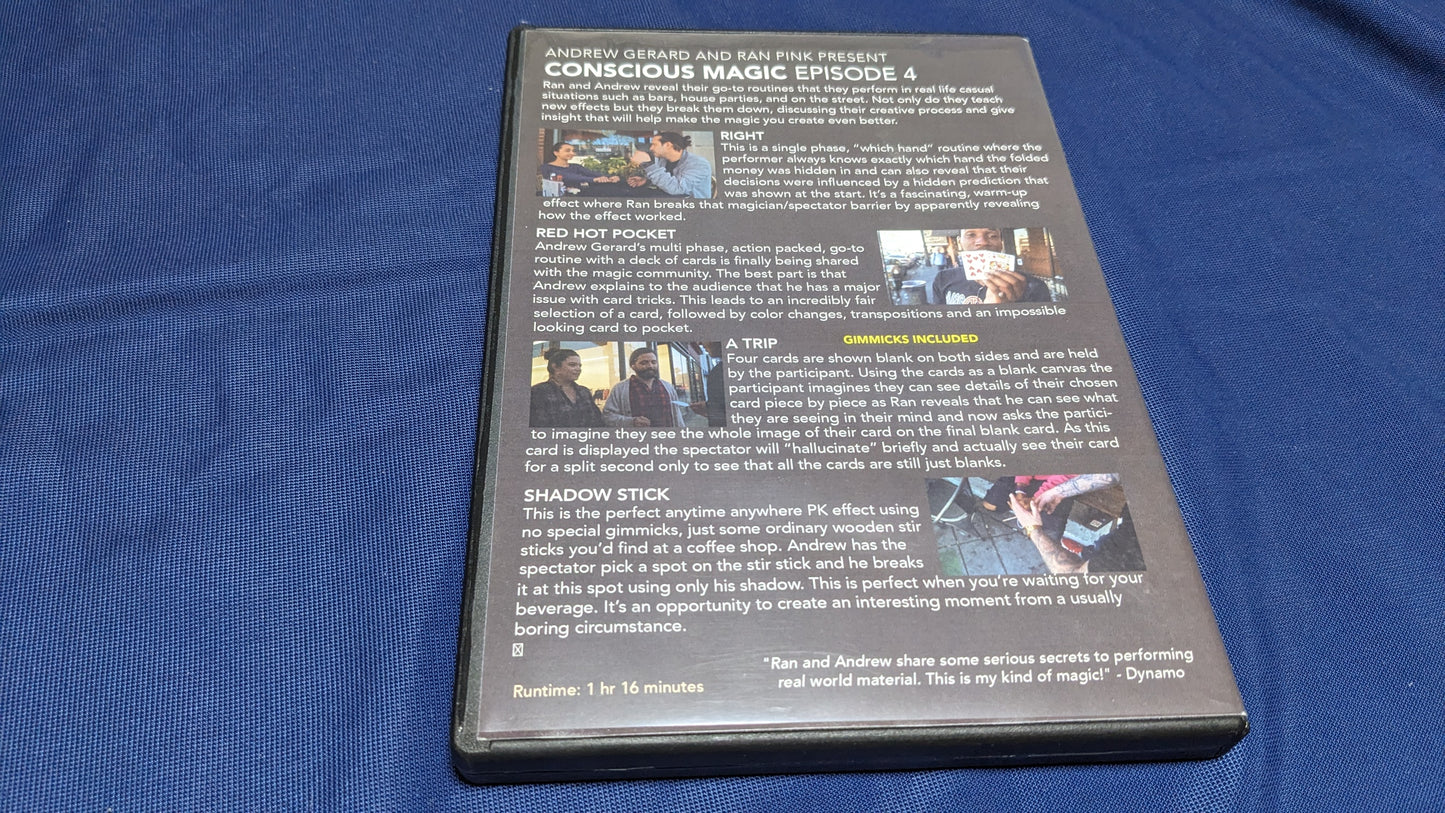 ANDREW GERARD AND RAN PINK PRESENT
CONSCIOUS MAGIC EPISODE 4
Ran and Andrew reveal their go-to routines that they perform in real life casual
situations such as bars, house parties, and on the street. Not only do they teach
new effects but they break them down, discussing their creative process and give
insight that will help make the magic you create even better.
RIGHT
This is a single phase, "which hand" routine where the
performer always knows exactly which hand the folded
money was hidden in and can also reveal that their
decisions were influenced by a hidden prediction that
was shown at the start. It's a fascinating, warm-up
effect where Ran breaks that magician/spectator barrier by apparently revealing
how the effect worked.
RED HOT POCKET
Andrew Gerard's multi phase, action packed, go-to
routine with a deck of cards is finally being shared
with the magic community. The best part is that
Andrew explains to the audience that he has a major
issue with card tricks. This leads to an incredibly fair
selection of a card, followed by color changes, transpositions and an impossible
looking card to pocket.
A TRIP
GIMMICKS INCLUDED
Four cards are shown blank on both sides and are held
by the participant. Using the cards as a blank canvas the
participant imagines they can see details of their chosen
card piece by piece as Ran reveals that he can see what
they are seeing in their mind and now asks the partici-
to imagine they see the whole image of their card on the final blank card. As this
card is displayed the spectator will "hallucinate" briefly and actually see their card
for a split second only to see that all the cards are still just blanks.
SHADOW STICK
This is the perfect anytime anywhere PK effect using
no special gimmicks, just some ordinary wooden stir
sticks you'd find at a coffee shop. Andrew has the
spectator pick a spot on the stir stick and he breaks
it at this spot using only his shadow. This is perfect when you're waiting for your
beverage. It's an opportunity to create an interesting moment from a usually
boring circumstance.
"Ran and Andrew share some serious secrets to performing
real world material. This is my kind of magic!" - Dynamo
Runtime: 1 hr 16 minutes